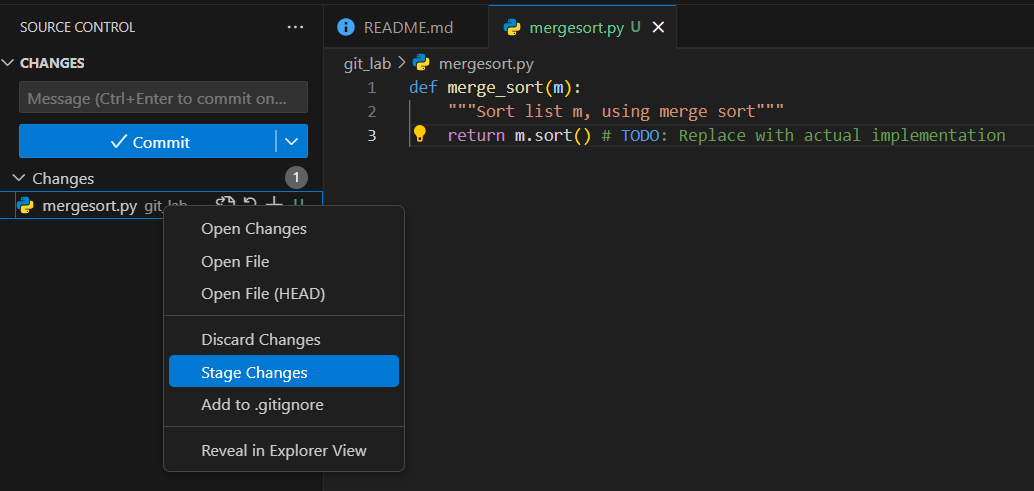 SOURCE CONTROL ...
CHANGES
Message (Ctrl+Enter to commit on...
Commit
Changes 1
mergesort.py U
Open Changes
Open File
Open File (HEAD)
Discard Changes
Stage Changes
Add to .gitignore
Reveal in Explorer View
README.md mergesort.py U
git_lab > mergesort.py
1 def merge_sort(m):
2 """Sort list m, using merge sort"""
3 return m.sort() # TODO: Replace with actual implementation